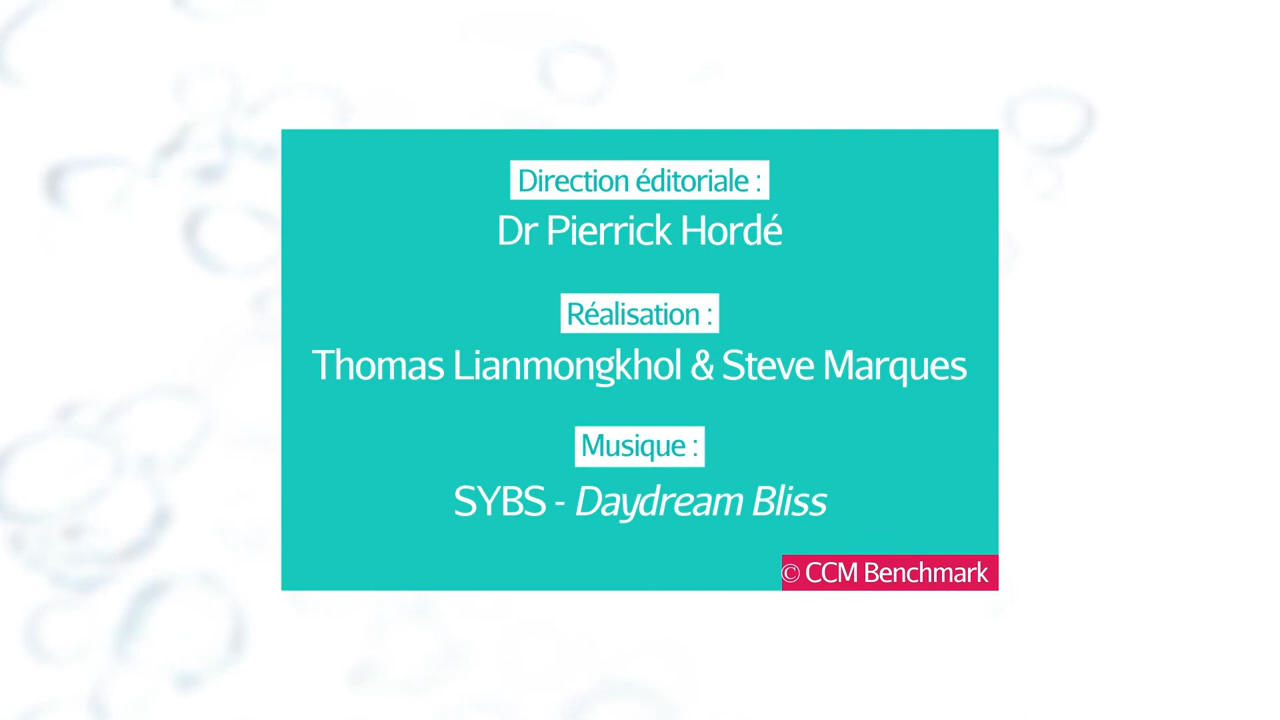 Direction éditoriale :
Dr Pierrick Hordé
Réalisation :
Thomas Lianmongkhol & Steve Marques
Musique :
SYBS - Daydream Bliss
© CCM Benchmark